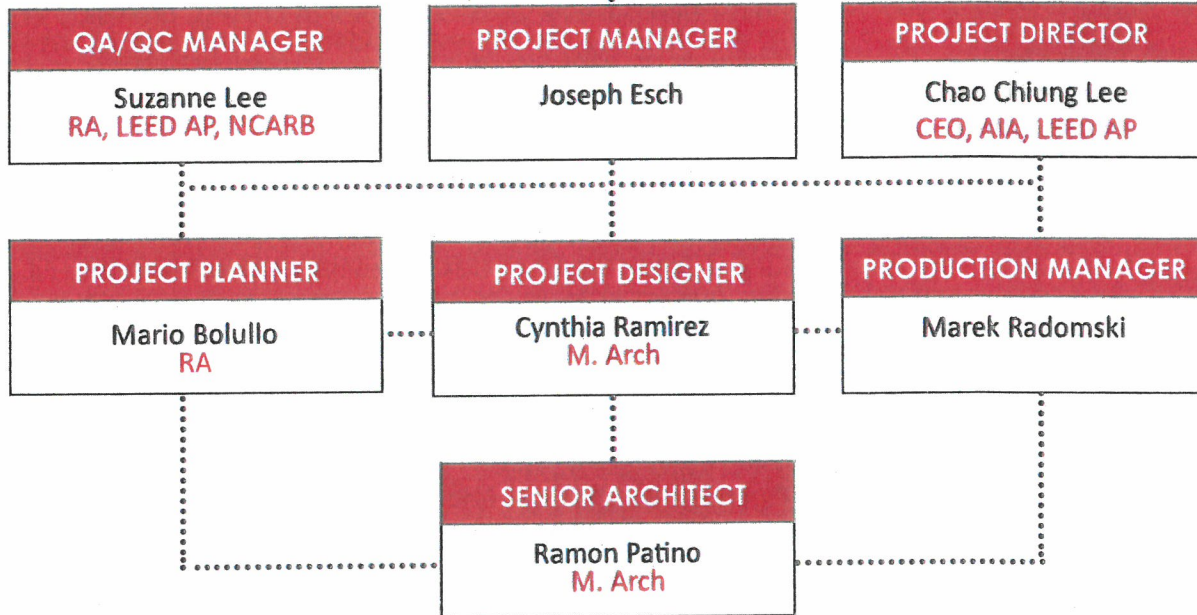 QA/QC MANAGER
Suzanne Lee
RA, LEED AP, NCARB
PROJECT MANAGER
Joseph Esch
PROJECT DIRECTOR
Chao Chiung Lee
CEO, AIA, LEED AP
PROJECT PLANNER
Mario Bolullo
RA
PROJECT DESIGNER
Cynthia Ramirez
M. Arch
PRODUCTION MANAGER
Marek Radomski
SENIOR ARCHITECT
Ramon Patino
M. Arch